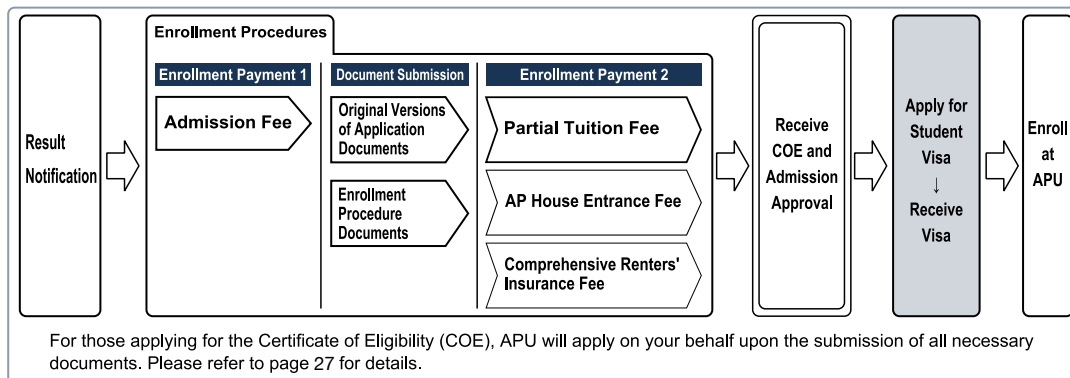 Result
Notification
Enrollment Procedures
Enrollment Payment 1
Admission Fee
Document Submission
Original Versions
of Application
Documents
Enrollment
Procedure
Documents
Enrollment Payment 2
Partial Tuition Fee
AP House Entrance Fee
Comprehensive Renters'
Insurance Fee
Receive
COE and
Admission
Approval
Apply for
Student
Visa
↓
Receive
Visa
Enroll
at
APU
For those applying for the Certificate of Eligibility (COE), APU will apply on your behalf upon the submission of all necessary
documents. Please refer to page 27 for details.